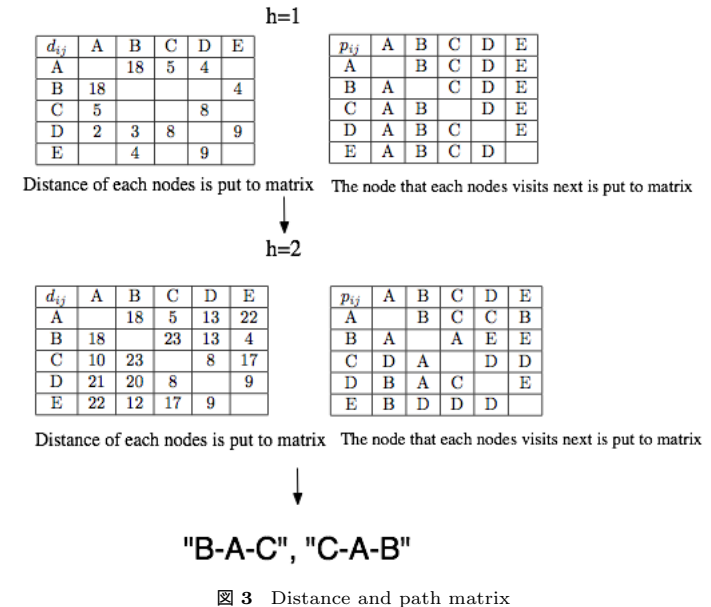 h=1
dij A B C D E
A 18 5 4
B 18 4
C 5 8
D 2 3 8 9
E 4 9
pij A B C D E
A B C D E
B A C D E
C A B D E
D A B C E
E A B C D
Distance of each nodes is put to matrix
The node that each nodes visits next is put to matrix
h=2
dij A B C D E
A 18 5 13 22
B 18 23 13 4
C 10 23 8 17
D 21 20 8 9
E 22 12 17 9
pij A B C D E
A B C C B
B A A E E
C D A D D
D B A C E
E B D D D
Distance of each nodes is put to matrix
The node that each nodes visits next is put to matrix
"B-A-C", "C-A-B"
図 3 Distance and path matrix